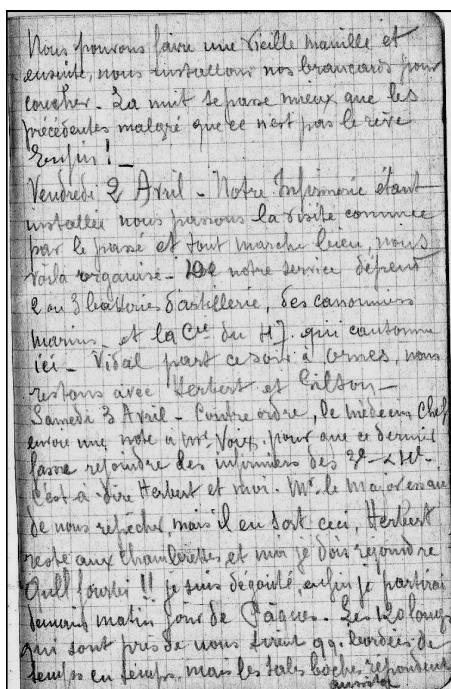 Nous pouvons faire une vieille manille et
ensuite, nous installons nos brancards pour
coucher. La nuit se passe mieux que les
précédentes malgré que ce n'est pas le rêve
Enfin! _
Vendredi 2 Avril - Notre Infirmerie étant
installée nous passons la visite comme
par le passé et tout marche bien, nous
voilà organisé - notre service dépend
2 ou 3 batteries d'artillerie, des canonniers
marins et la Cie du qui cantonne
ici - Vidal part ce soir à Ornes, nous
restons avec Herbert et Gilson -
Samedi 3 Avril - Contre ordre, le médecin Chef
envoie une note à Mr. Voix pour que ce dernier
fasse rejoindre des infirmiers des
C'est à dire Herbert et moi. Mr. le Major essaie
de nous repêcher, mais il en sort ceci, Herbert
reste aux Chambrettes et moi je dois rejoindre
fourbi !! je suis dégouté, enfin je partirai
demain matin jour de Pâques. Les 120 longs
qui sont près de nous tirent qq. bordées de
temps en temps, mais les sales boches répondent
aussitôt